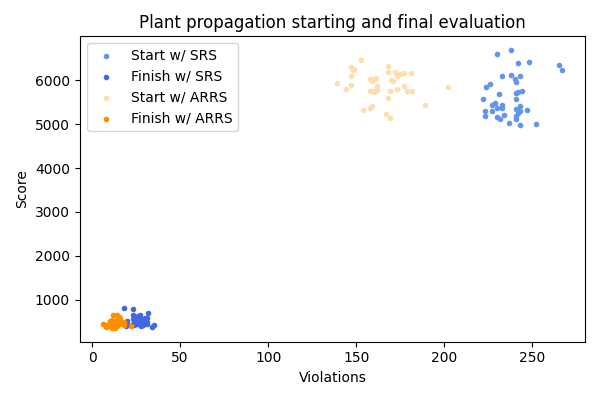 Plant propagation starting and final evaluation
Start w/ SRS
Finish w/ SRS
Start w/ ARRS
Finish w/ ARRS
Score
6000
5000
4000
3000
2000
1000
0 50 100 150 200 250
Violations